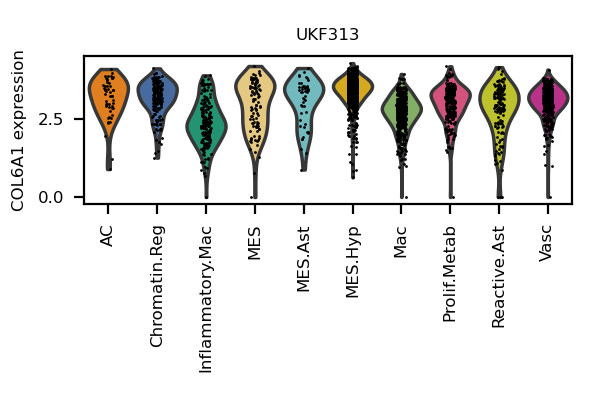 UKF313
COL6A1 expression
2.5
0.0
AC
Chromatin.Reg
Inflammatory.Mac
MES
MES.Ast
MES.Hyp
Mac
Prolif.Metab
Reactive.Ast
Vasc